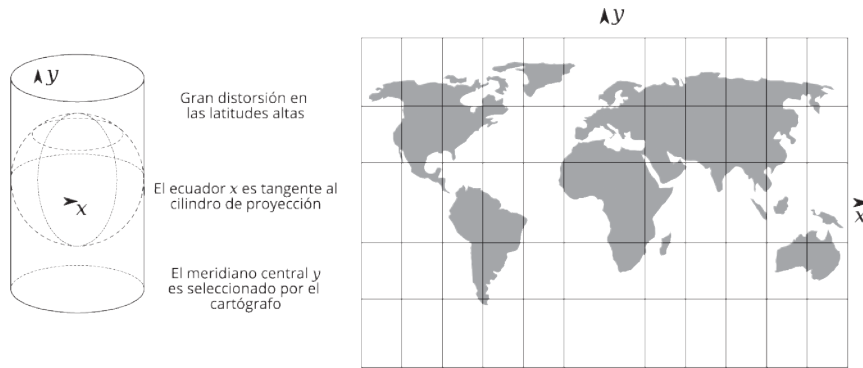 y
x
Gran distorsión en
las latitudes altas
El ecuador x es tangente al
cilindro de proyección
El meridiano central y
es seleccionado por el
cartógrafo
y
x